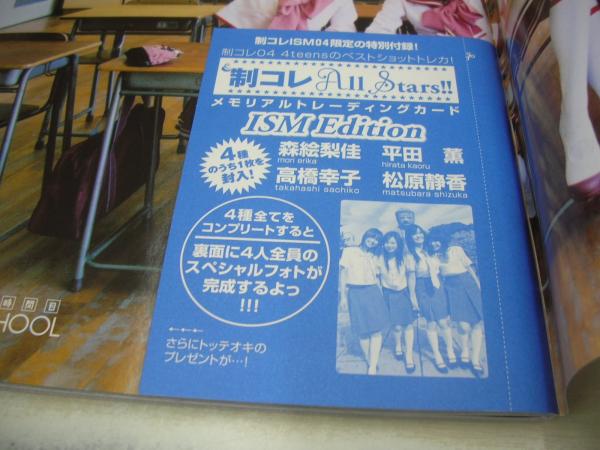 制コレISM04限定の特別付録!
制コレ04 4teensのベストショットトレカ!
制コレ All Stars!!
メモリアルトレーディングカード
ISM Edition
4種
のうち1枚を
封入!
森絵梨佳
mori erika
平田 薫
hirata kaoru
高橋幸子
takahashi sachiko
松原静香
matsubara shizuka
4種全てを
コンプリートすると
裏面に4人全員の
スペシャルフォトが
完成するよっ
!!!
←←←
さらにトッテオキの
プレゼントが…!
時間目
HOOL